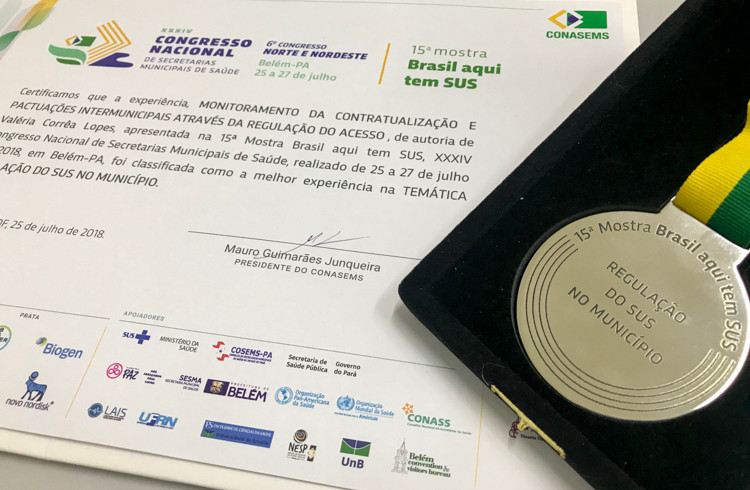 XXXIV
CONGRESSO
NACIONAL
DE SECRETARIAS
MUNICIPAIS DE SAÚDE
6º CONGRESSO
NORTE E NORDESTE
Belém-PA
25 a 27 de julho
15ª mostra
Brasil aqui
tem SUS
CONASEMS
Certificamos que a experiência, MONITORAMENTO DA CONTRATUALIZAÇÃO E
PACTUAÇÕES INTERMUNICIPAIS ATRAVÉS DA REGULAÇÃO DO ACESSO, de autoria de
Valéria Corrêa Lopes, apresentada na 15ª Mostra Brasil aqui tem SUS, XXXIV
ongresso Nacional de Secretarias Municipais de Saúde, realizado de 25 a 27 de julho
2018, em Belém-PA, foi classificada como a melhor experiência na TEMÁTICA
AÇÃO DO SUS NO MUNICÍPIO.
DF, 25 de julho de 2018.
Mauro Guimarães Junqueira
PRESIDENTE DO CONASEMS
PRATA
Biogen
novo nordisk
APOIADORES
SUS
MINISTÉRIO DA
SAÚDE
COSEMS-PA
Secretaria de
Saúde Pública
Governo
do Pará
PAZ
SESMA
BELÉM
Organização
Pan-Americana
da Saúde
Organização
Mundial da Saúde
CONASS
LAIS
UFRN
NESP
UnB
Belém
convention &
visitors bureau
15ª Mostra Brasil aqui tem SUS
REGULAÇÃO
DO SUS
NO MUNICÍPIO